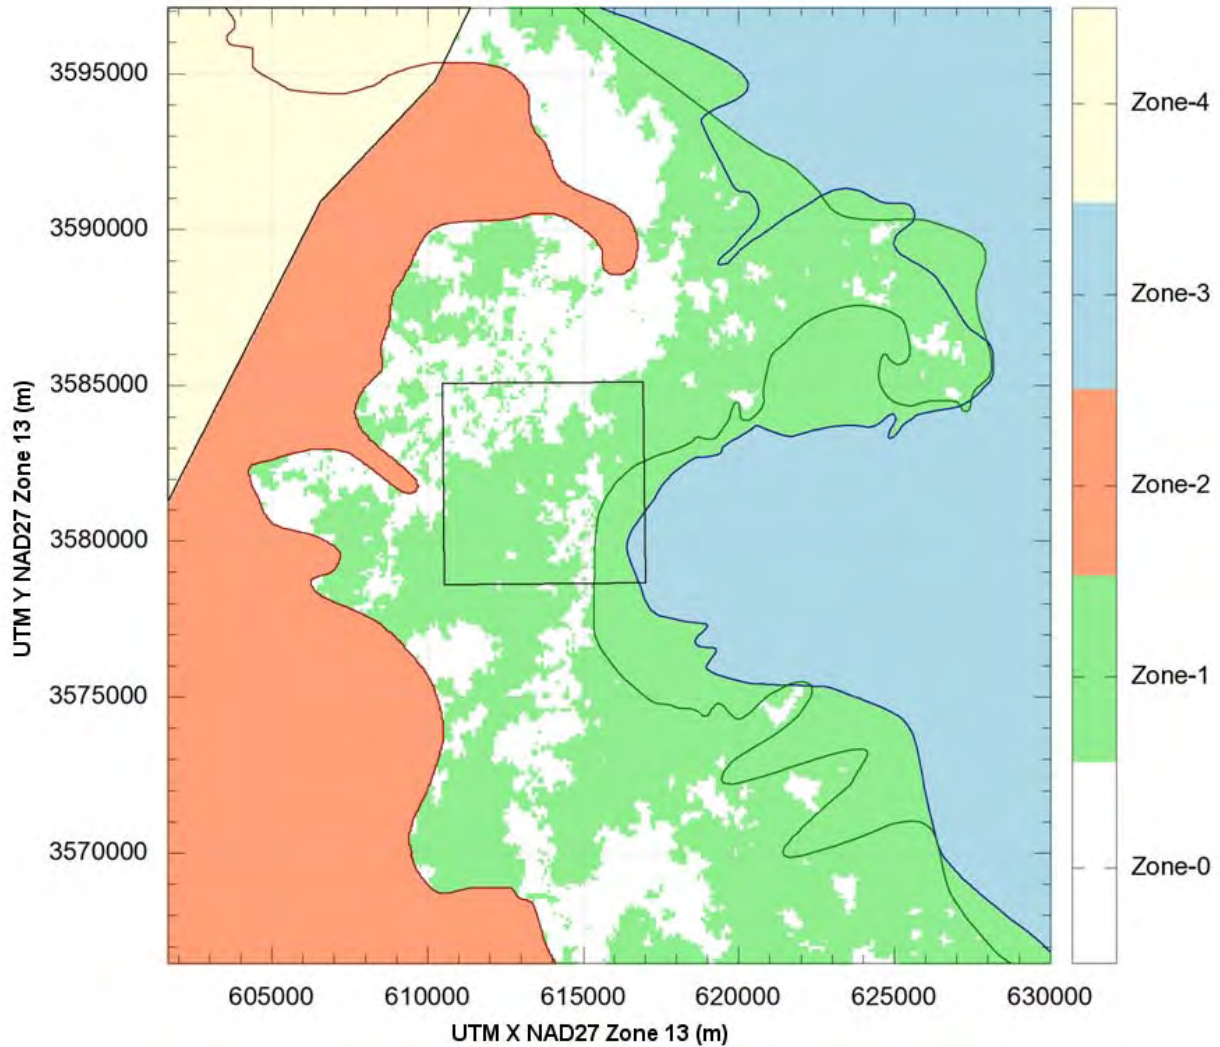 3595000
3590000
3585000
3580000
3575000
3570000
UTM Y NAD27 Zone 13 (m)
605000 610000 615000 620000 625000 630000
UTM X NAD27 Zone 13 (m)
Zone-4
Zone-3
Zone-2
Zone-1
Zone-0